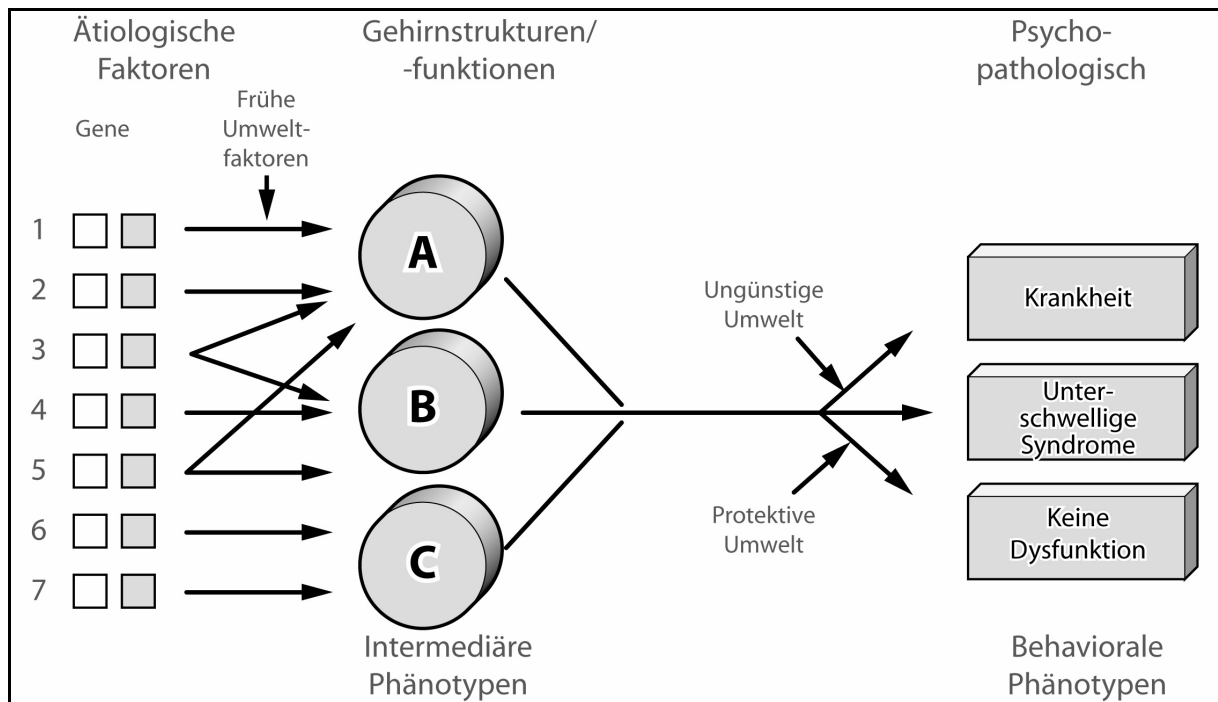 Ätiologische
Faktoren
Gehirnstrukturen/
-funktionen
Psycho-
pathologisch
Gene
Frühe
Umwelt-
faktoren
1
2
3
4
5
6
7
A
B
C
Ungünstige
Umwelt
Protektive
Umwelt
Krankheit
Unter-
schwellige
Syndrome
Keine
Dysfunktion
Intermediäre
Phänotypen
Behaviorale
Phänotypen